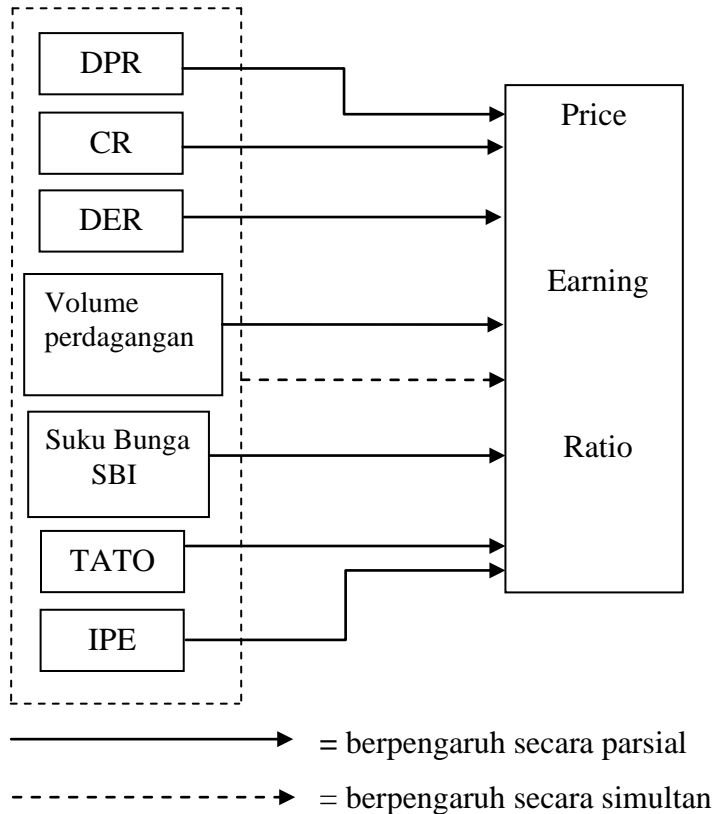 DPR
CR
DER
Volume
perdagangan
Suku Bunga
SBI
TATO
IPE
Price
Earning
Ratio
= berpengaruh secara parsial
= berpengaruh secara simultan